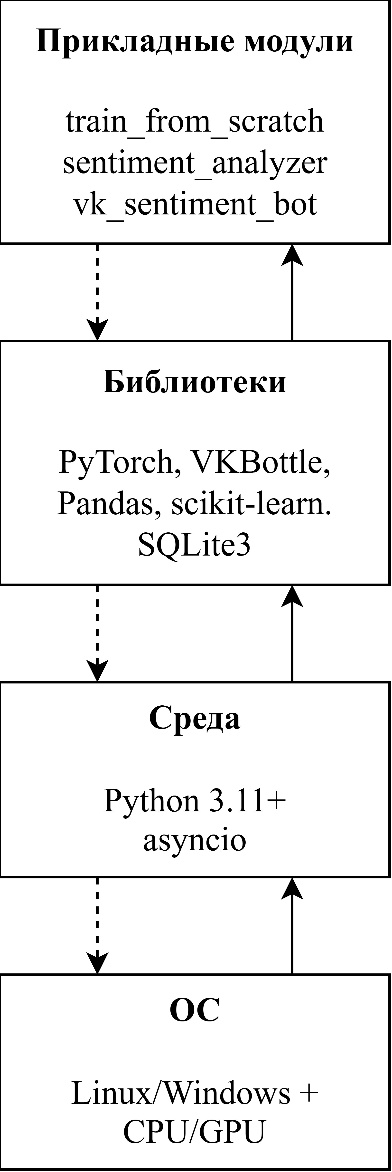 Прикладные модули
train_from_scratch
sentiment_analyzer
vk_sentiment_bot
Библиотеки
PyTorch, VKBottle,
Pandas, scikit-learn.
SQLite3
Среда
Python 3.11+
asyncio
ОС
Linux/Windows +
CPU/GPU